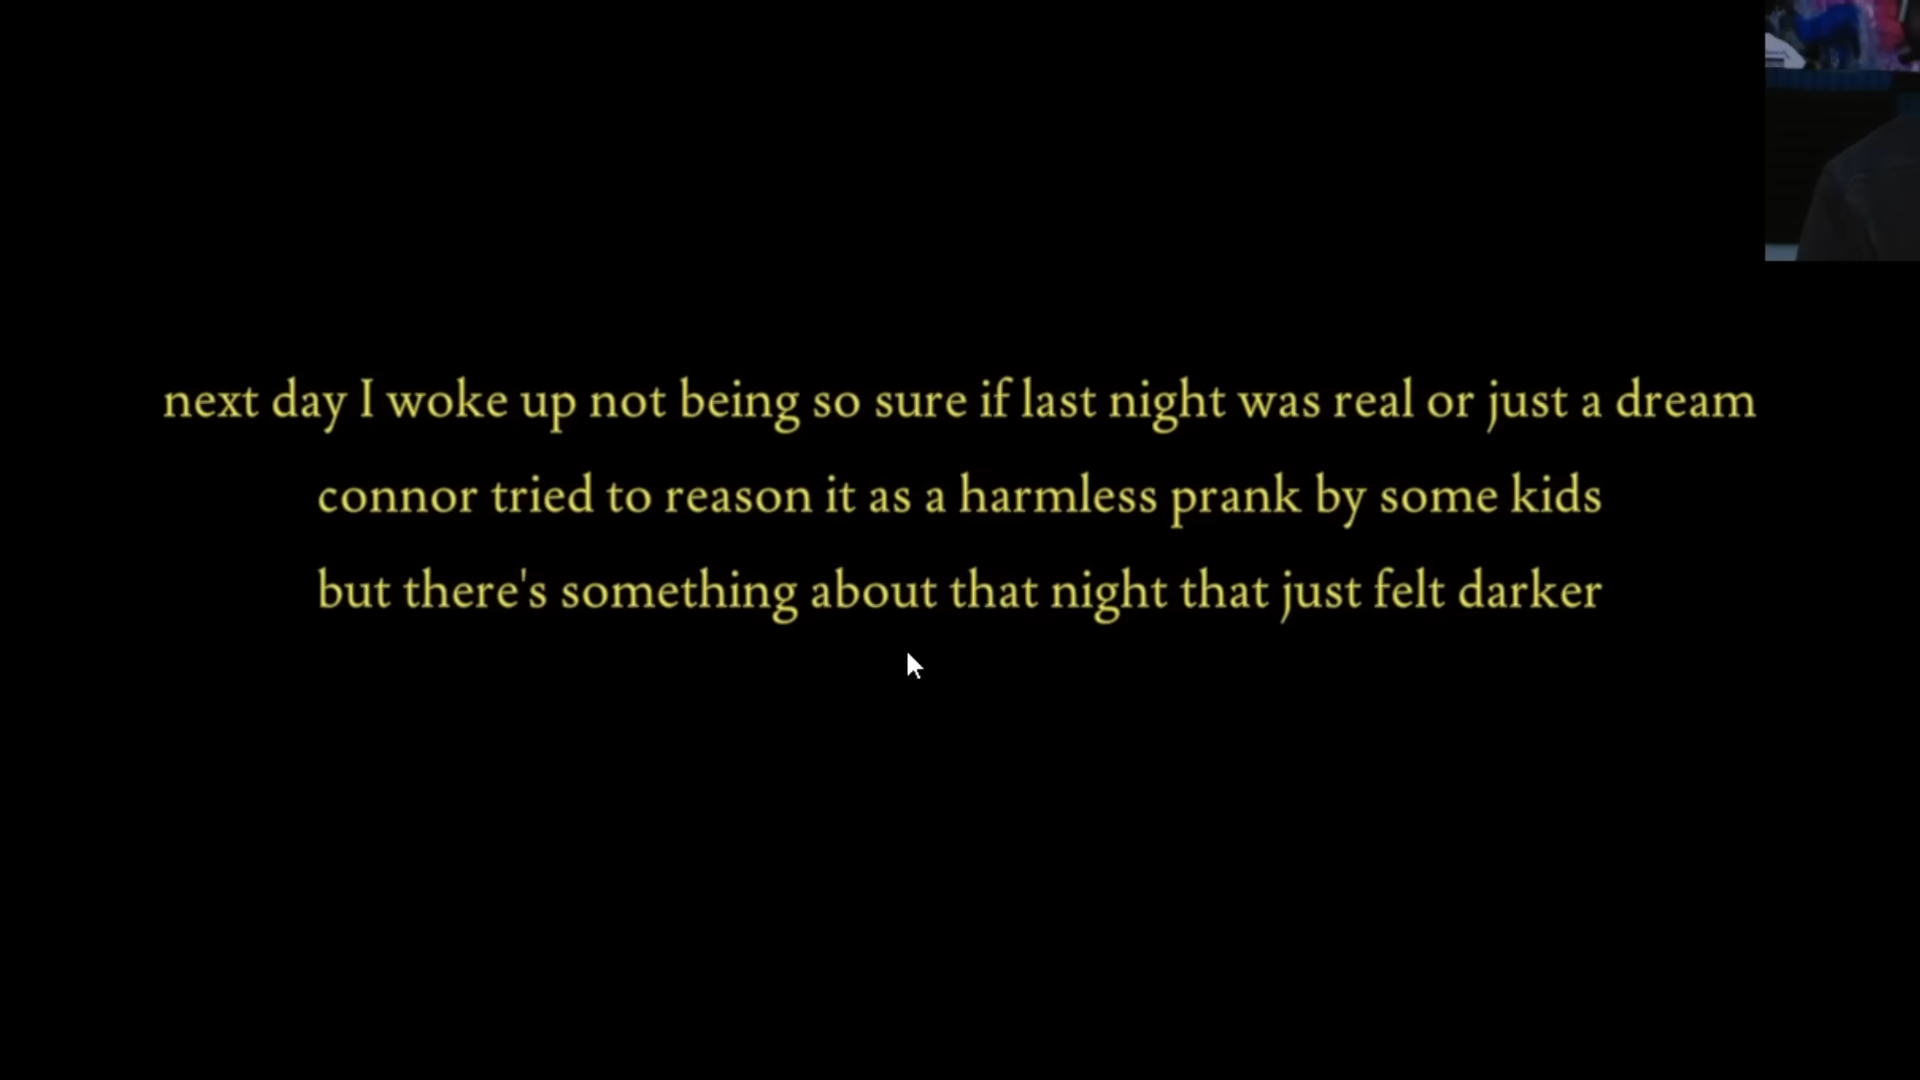 next day I woke up not being so sure if last night was real or just a dream
connor tried to reason it as a harmless prank by some kids
but there's something about that night that just felt darker